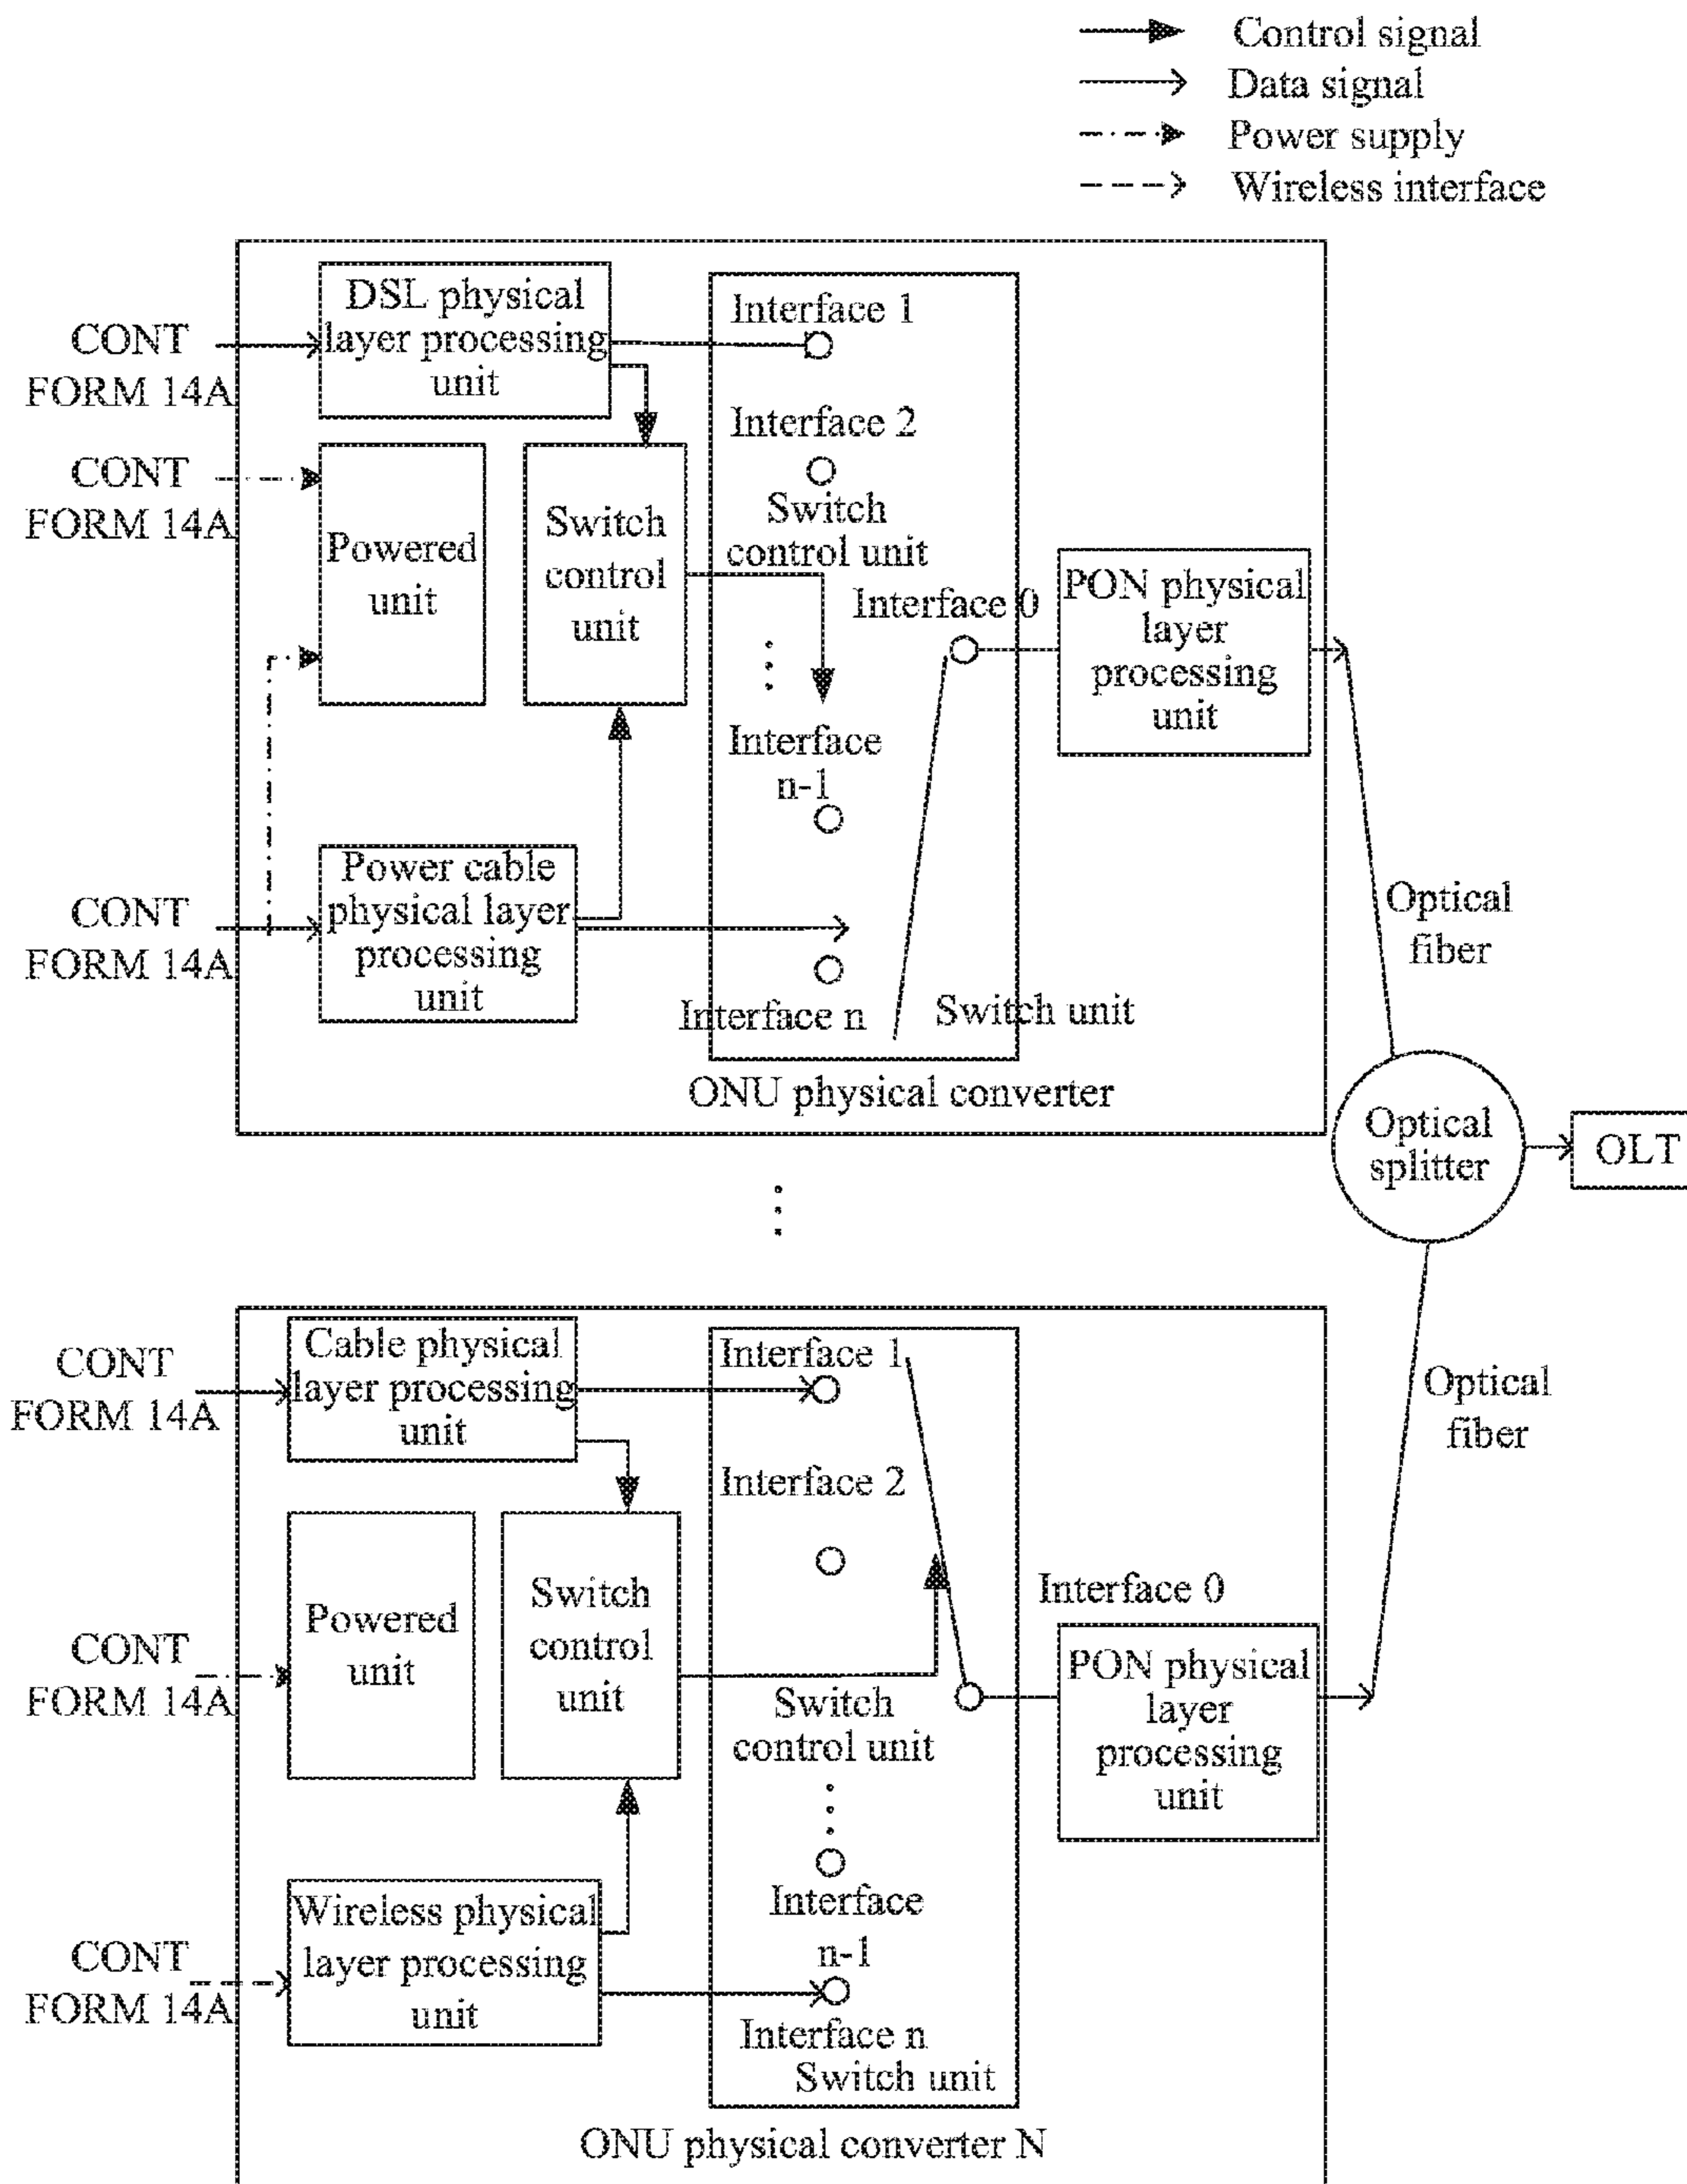 Control signal
Data signal
Power supply
Wireless interface
DSL physical
layer processing
unit
CONT
FORM 14A
CONT
FORM 14A
Powered
unit
Switch
control
unit
Interface 1
Interface 2
Switch
control unit
Interface 0
Interface
n-1
PON physical
layer
processing
unit
CONT
FORM 14A
Power cable
physical layer
processing
unit
Interface n
Switch unit
ONU physical converter
Optical
fiber
Optical
splitter
OLT
CONT
FORM 14A
Cable physical
layer processing
unit
Interface 1
Interface 2
Optical
fiber
CONT
FORM 14A
Powered
unit
Switch
control
unit
Switch
control unit
Interface 0
PON physical
layer
processing
unit
CONT
FORM 14A
Wireless physical
layer processing
unit
Interface
n-1
Interface n
Switch unit
ONU physical converter N